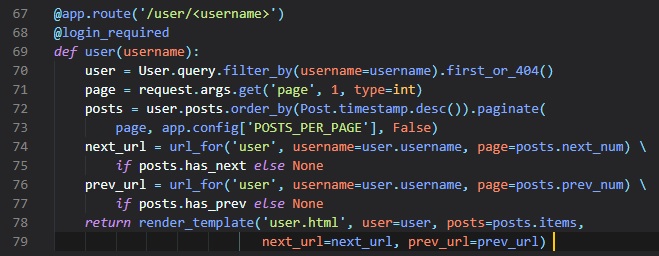 67 @app.route('/user/<username>')
68 @login_required
69 def user(username):
70     user = User.query.filter_by(username=username).first_or_404()
71     page = request.args.get('page', 1, type=int)
72     posts = user.posts.order_by(Post.timestamp.desc()).paginate(
73         page, app.config['POSTS_PER_PAGE'], False)
74     next_url = url_for('user', username=user.username, page=posts.next_num) \
75         if posts.has_next else None
76     prev_url = url_for('user', username=user.username, page=posts.prev_num) \
77         if posts.has_prev else None
78     return render_template('user.html', user=user, posts=posts.items,
79                            next_url=next_url, prev_url=prev_url)